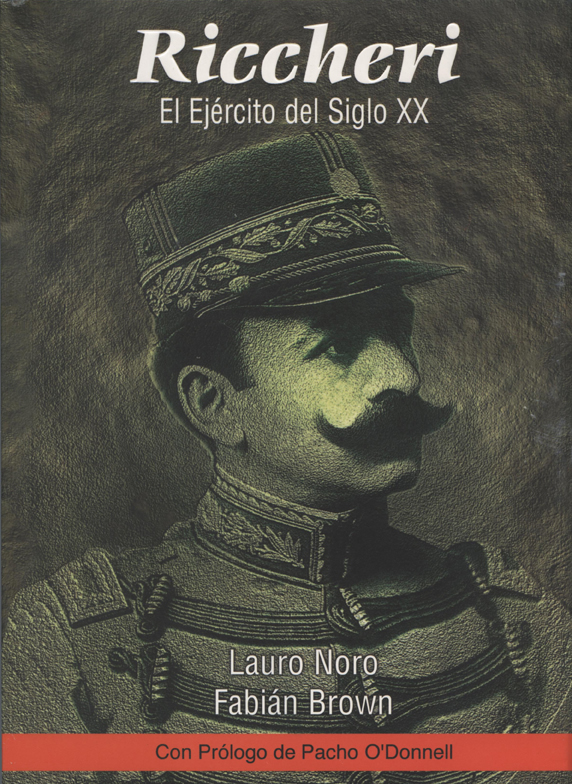 Riccheri
El Ejército del Siglo XX
Lauro Noro
Fabián Brown
Con Prólogo de Pacho O'Donnell